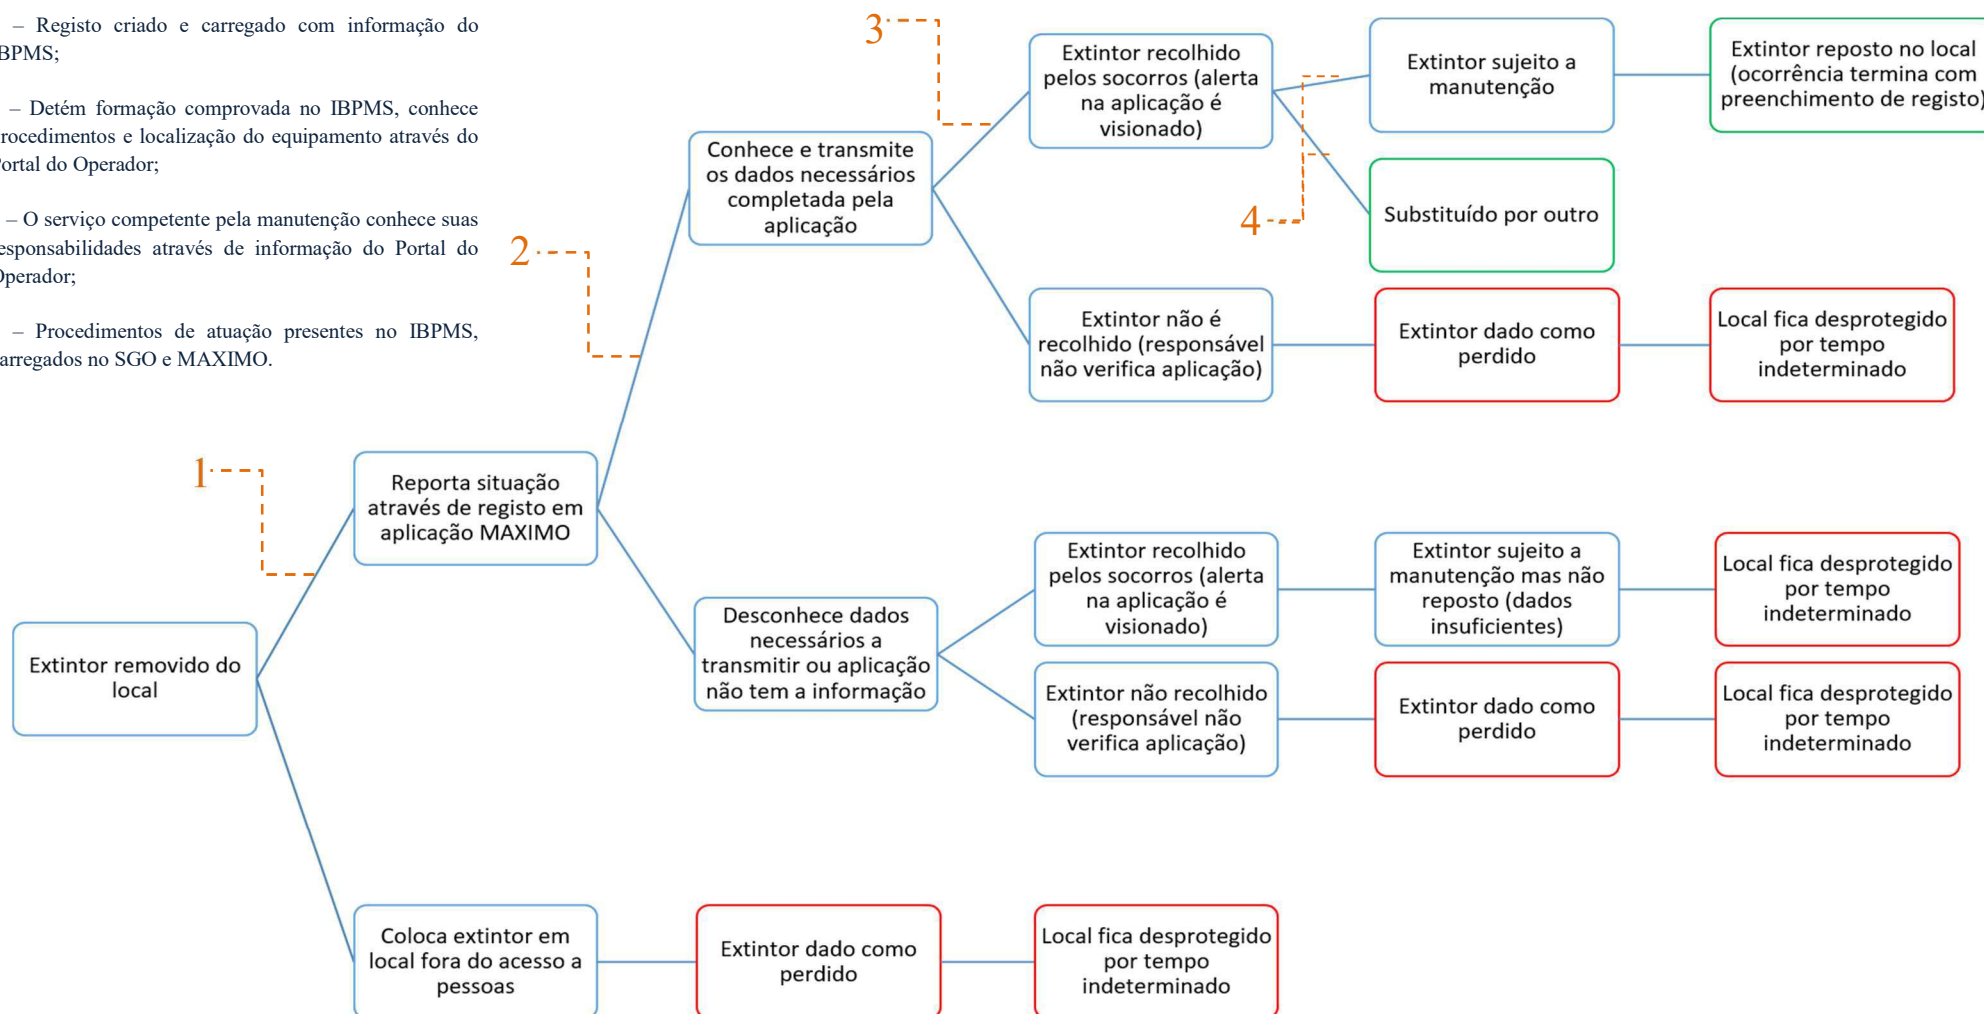 – Registo criado e carregado com informação do
IBPMS;
– Detém formação comprovada no IBPMS, conhece
procedimentos e localização do equipamento através do
Portal do Operador;
– O serviço competente pela manutenção conhece suas
responsabilidades através de informação do Portal do
Operador;
– Procedimentos de atuação presentes no IBPMS,
carregados no SGO e MAXIMO.
1
2
3
4
Extintor removido do
local
Reporta situação
através de registo em
aplicação MAXIMO
Coloca extintor em
local fora do acesso a
pessoas
Conhece e transmite
os dados necessários
completada pela
aplicação
Desconhece dados
necessários a
transmitir ou aplicação
não tem a informação
Extintor dado como
perdido
Local fica desprotegido
por tempo
indeterminado
Extintor recolhido
pelos socorros (alerta
na aplicação é
visionado)
Extintor não é
recolhido (responsável
não verifica aplicação)
Extintor sujeito a
manutenção
Extintor reposto no local
(ocorrência termina com
preenchimento de registo)
Substituído por outro
Extintor dado como
perdido
Local fica desprotegido
por tempo
indeterminado
Extintor recolhido
pelos socorros (alerta
na aplicação é
visionado)
Extintor sujeito a
manutenção mas não
reposto (dados
insuficientes)
Local fica desprotegido
por tempo
indeterminado
Extintor não recolhido
(responsável não
verifica aplicação)
Extintor dado como
perdido
Local fica desprotegido
por tempo
indeterminado